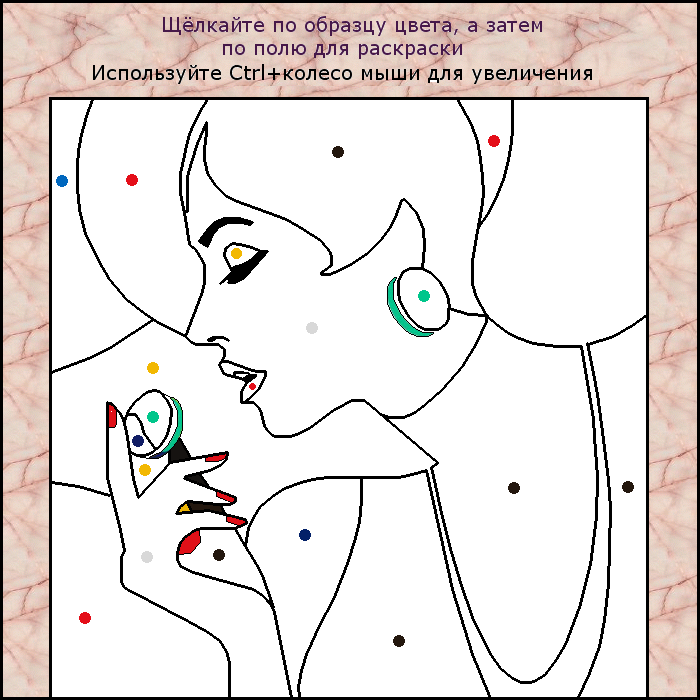 Щёлкайте по образцу цвета, а затем
по полю для раскраски
Используйте Ctrl+колесо мыши для увеличения